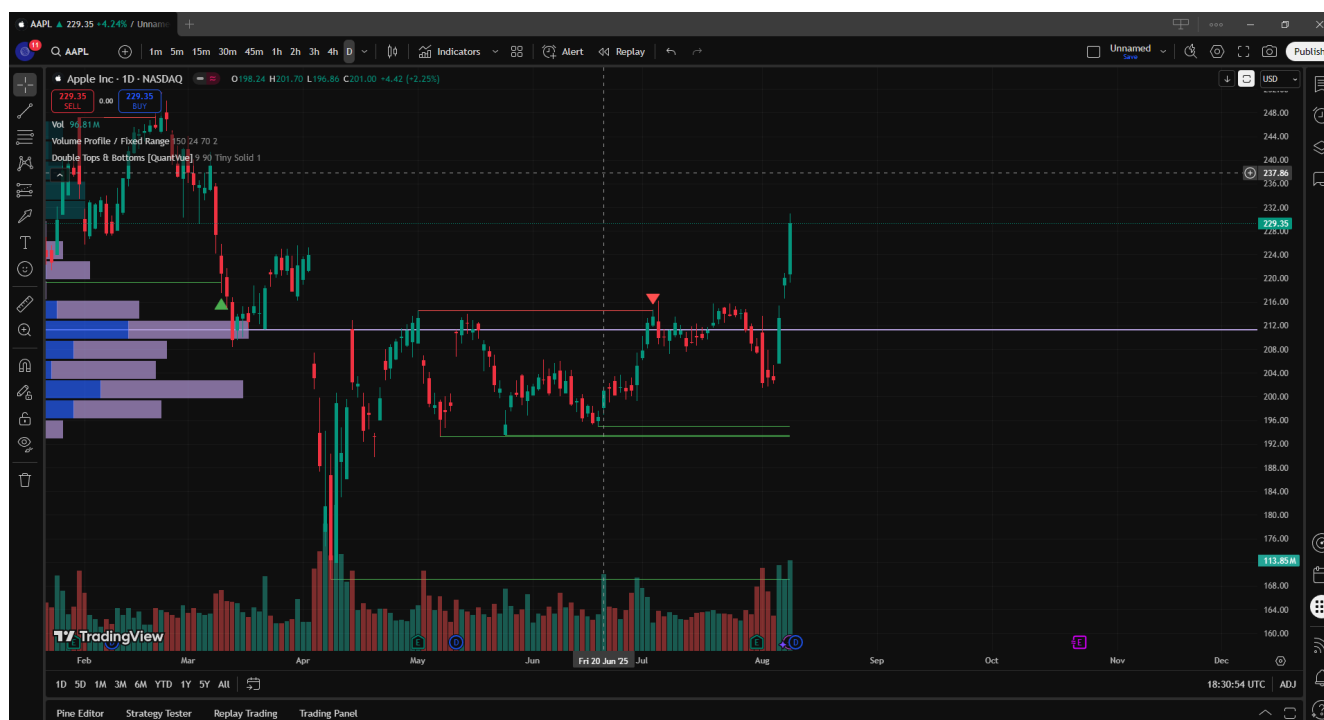 AAPL ▲ 229.35 +4.24% / Unnam
11
AAPL 1m 5m 15m 30m 45m 1h 2h 3h 4h D Indicators Alert Replay Unnamed Save Publish
Apple Inc · 1D · NASDAQ O198.24 H201.70 L196.86 C201.00 +4.42 (+2.25%) USD
229.35 SELL 0.00 229.35 BUY
Vol 96.81M
Volume Profile / Fixed Range 150 24 70 2
Double Tops & Bottoms [QuantVue] 9 90 Tiny Solid 1
248.00
244.00
240.00
237.86
236.00
232.00
229.35
228.00
224.00
220.00
216.00
212.00
208.00
204.00
200.00
196.00
192.00
188.00
184.00
180.00
176.00
113.85M
168.00
164.00
160.00
TradingView
E D E D E D E
Feb Mar Apr May Jun Fri 20 Jun '25 Jul Aug Sep Oct Nov Dec
1D 5D 1M 3M 6M YTD 1Y 5Y All 18:30:54 UTC ADJ
Pine Editor Strategy Tester Replay Trading Trading Panel